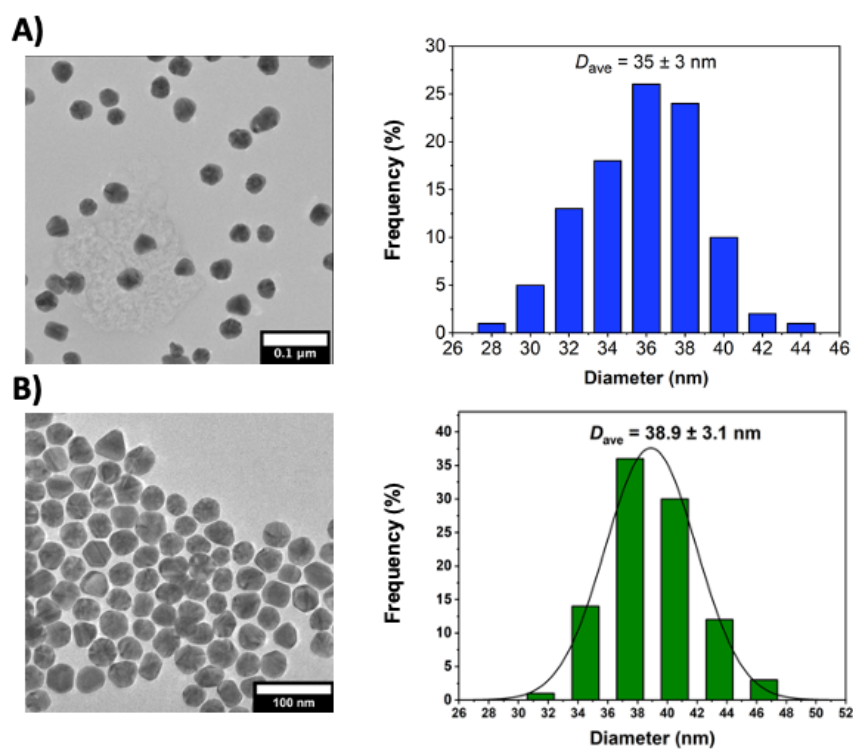 A)
D ave = 35 ± 3 nm
Frequency (%)
30
25
20
15
10
5
0
26 28 30 32 34 36 38 40 42 44 46
Diameter (nm)
0.1 µm
B)
D ave = 38.9 ± 3.1 nm
Frequency (%)
40
35
30
25
20
15
10
5
0
26 28 30 32 34 36 38 40 42 44 46 48 50 52
Diameter (nm)
100 nm